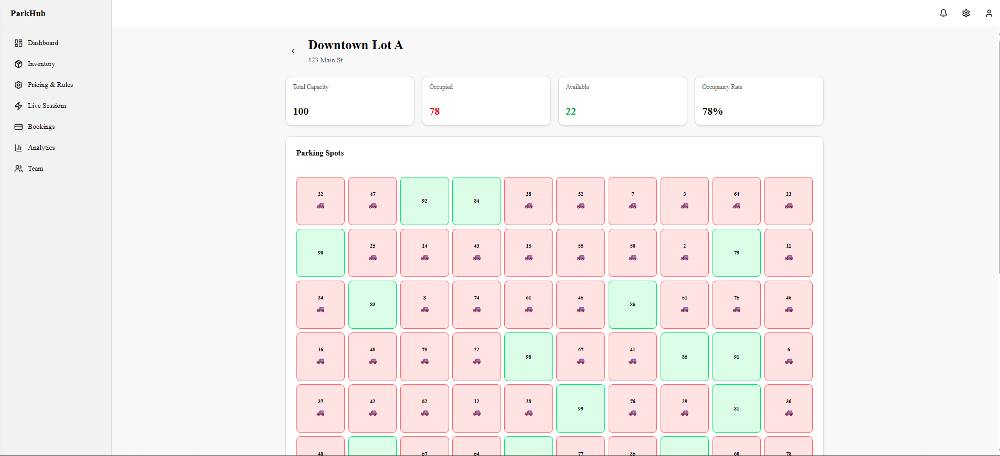 ParkHub
Dashboard
Inventory
Pricing & Rules
Live Sessions
Bookings
Analytics
Team
Downtown Lot A
123 Main St
Total Capacity
100
Occupied
78
Available
22
Occupancy Rate
78%
Parking Spots
32 47 92 84 38 52 7 3 64 23
90 25 14 43 15 55 50 2 79 11
34 83 8 74 61 45 86 51 75 46
16 40 70 22 98 67 41 85 91 6
37 42 62 12 28 99 76 29 81 36
48 57 54 77 35 60 78